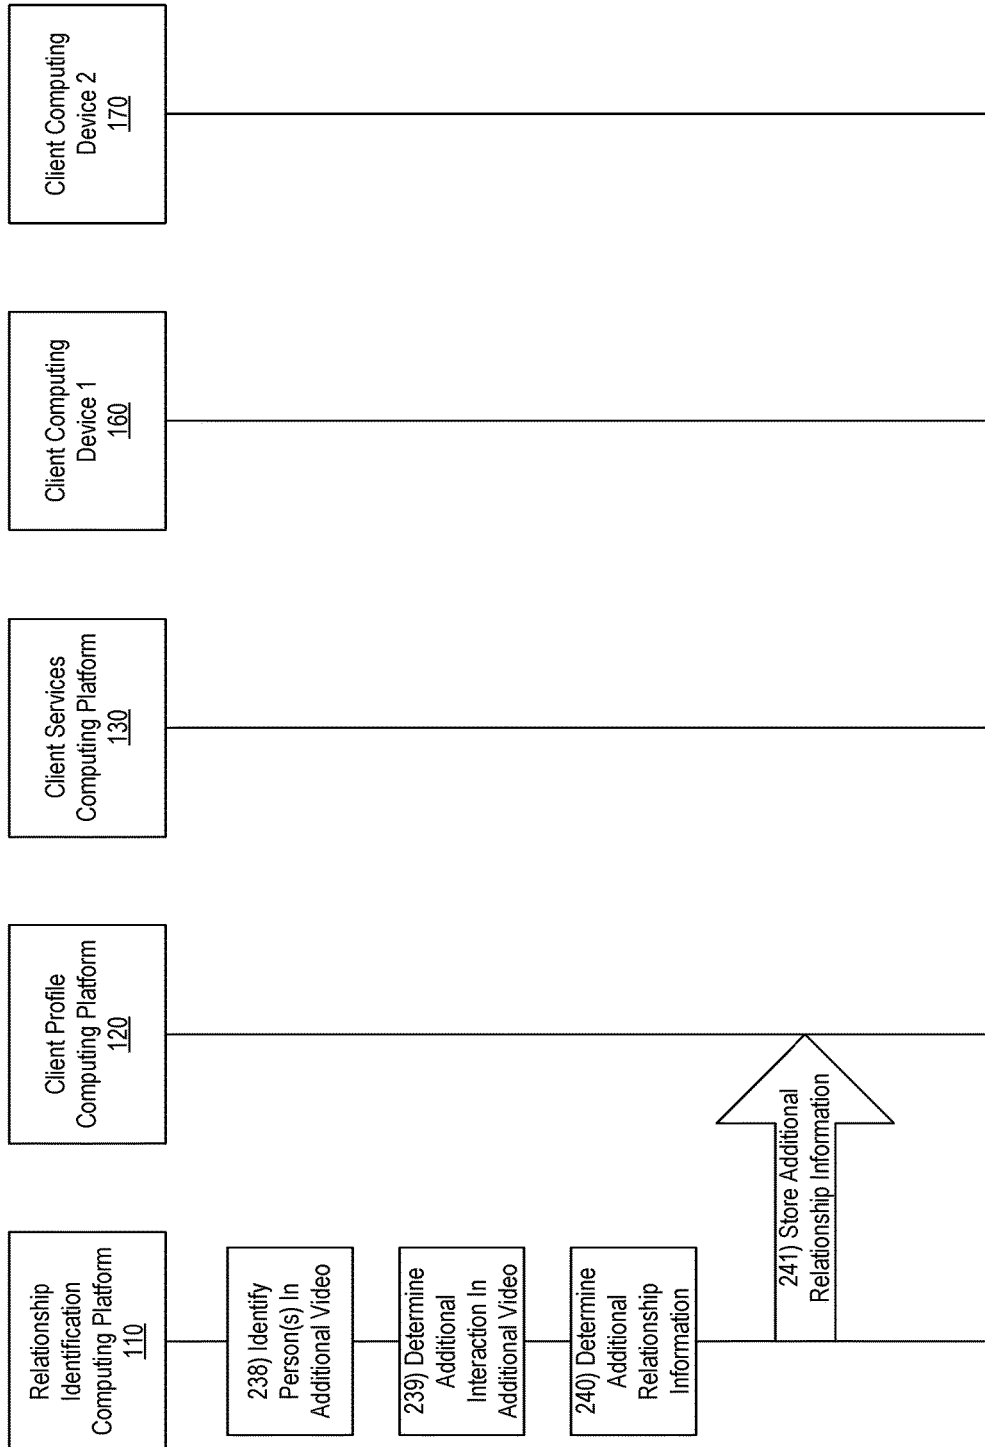 Relationship
Identification
Computing Platform
110
Client Profile
Computing Platform
120
Client Services
Computing Platform
130
Client Computing
Device 1
160
Client Computing
Device 2
170
238) Identify
Person(s) In
Additional Video
239) Determine
Additional
Interaction In
Additional Video
240) Determine
Additional
Relationship
Information
241) Store Additional
Relationship Information